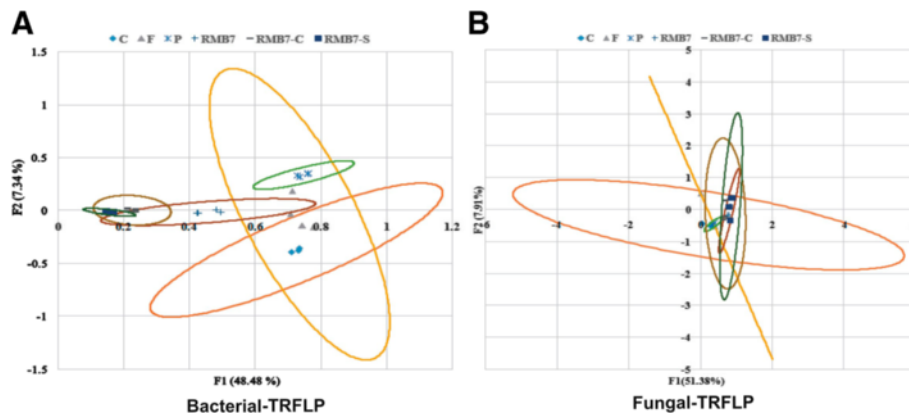 A
C F P RMB7 RMB7-C RMB7-S
1.5
1
0.5
0
-0.5
-1
-1.5
0 0.2 0.4 0.6 0.8 1 1.2
F2 (7.34 %)
F1 (48.48 %)
Bacterial-TRFLP
B
C F P RMB7 RMB7-C RMB7-S
5
4
3
2
1
0
-1
-2
-3
-4
-5
-6 -4 -2 0 2 4
F2 (7.91 %)
F1(51.38%)
Fungal-TRFLP